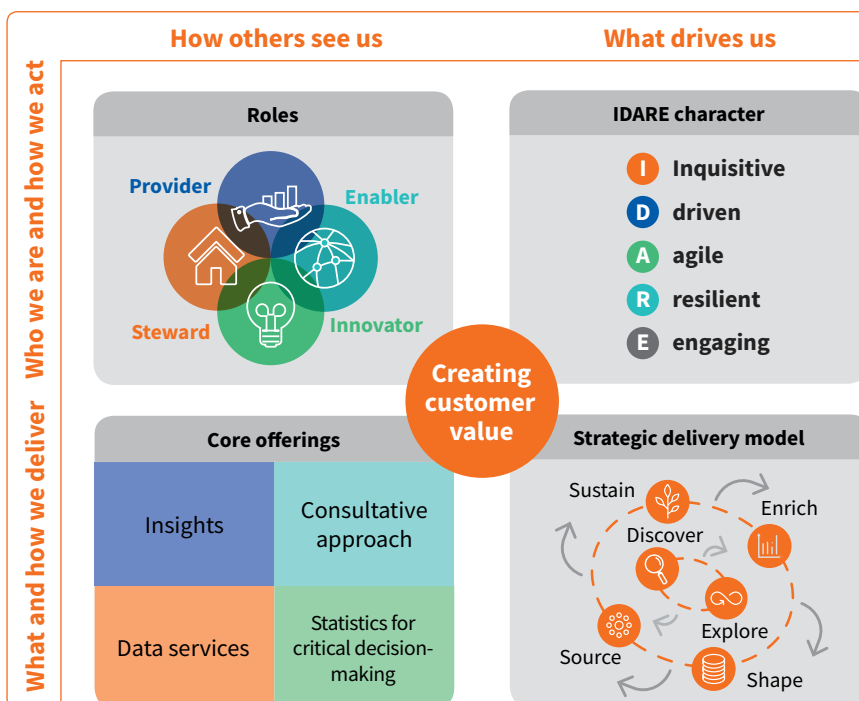 How others see us
What drives us
Who we are and how we act
Roles
Provider
Enabler
Steward
Innovator
IDARE character
I Inquisitive
D driven
A agile
R resilient
E engaging
Creating
customer
value
What and how we deliver
Core offerings
Insights
Consultative
approach
Data services
Statistics for
critical decision-
making
Strategic delivery model
Sustain
Enrich
Discover
Explore
Source
Shape